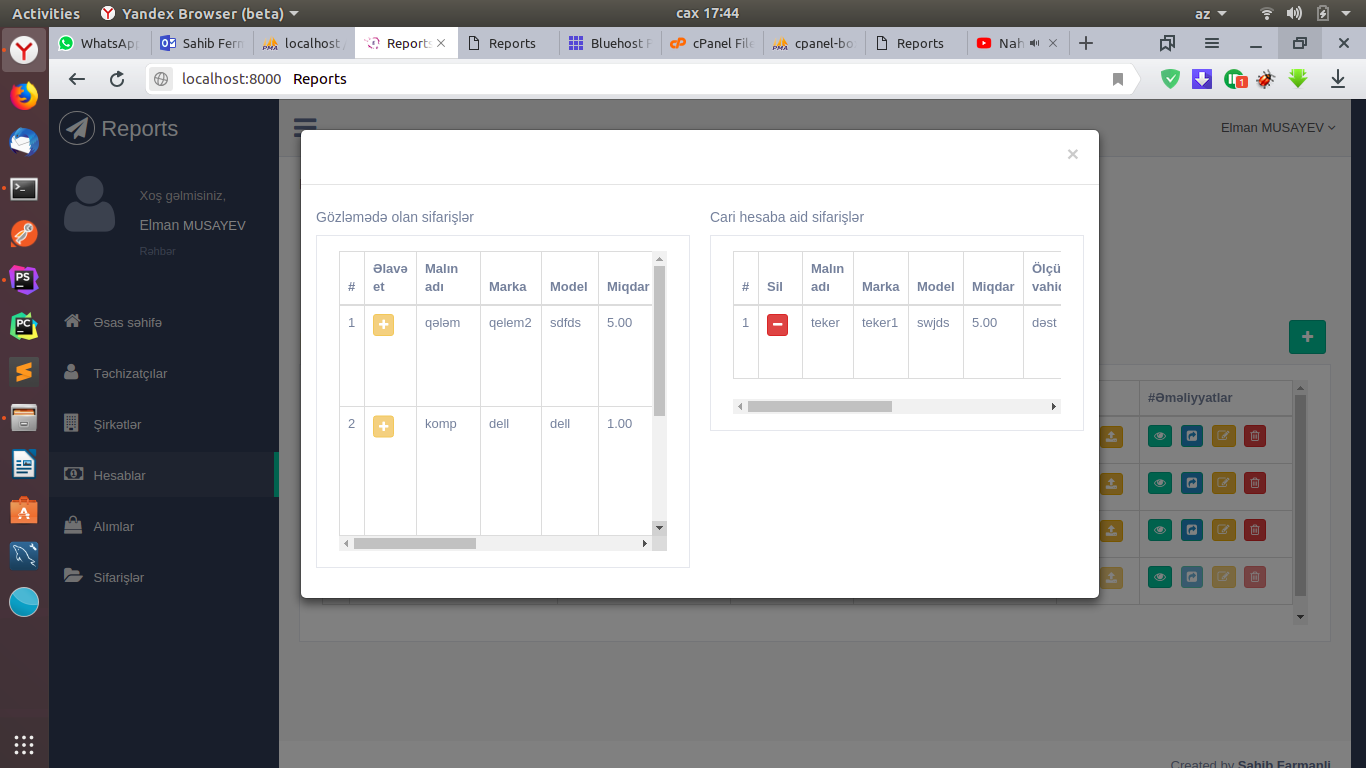 Activities Yandex Browser (beta) cax 17:44 az
WhatsApp Sahib Fern localhost / Reports Reports Bluehost cPanel File cpanel-bo Reports Nah
localhost:8000 Reports 1
Reports
Elman MUSAYEV
Xoş gəlmisiniz,
Elman MUSAYEV
Rəhbər
Əsas səhifə
Təchizatçılar
Şirkətlər
Hesablar
Alımlar
Sifarişlər
×
Gözləmədə olan sifarişlər
# Əlavə et Malın adı Marka Model Miqdar
1 qələm qelem2 sdfds 5.00
2 komp dell dell 1.00
Cari hesaba aid sifarişlər
# Sil Malın adı Marka Model Miqdar Ölçü vahid
1 teker teker1 swjds 5.00 dəst
#Əməliyyatlar
Created by Sahib Farmanli